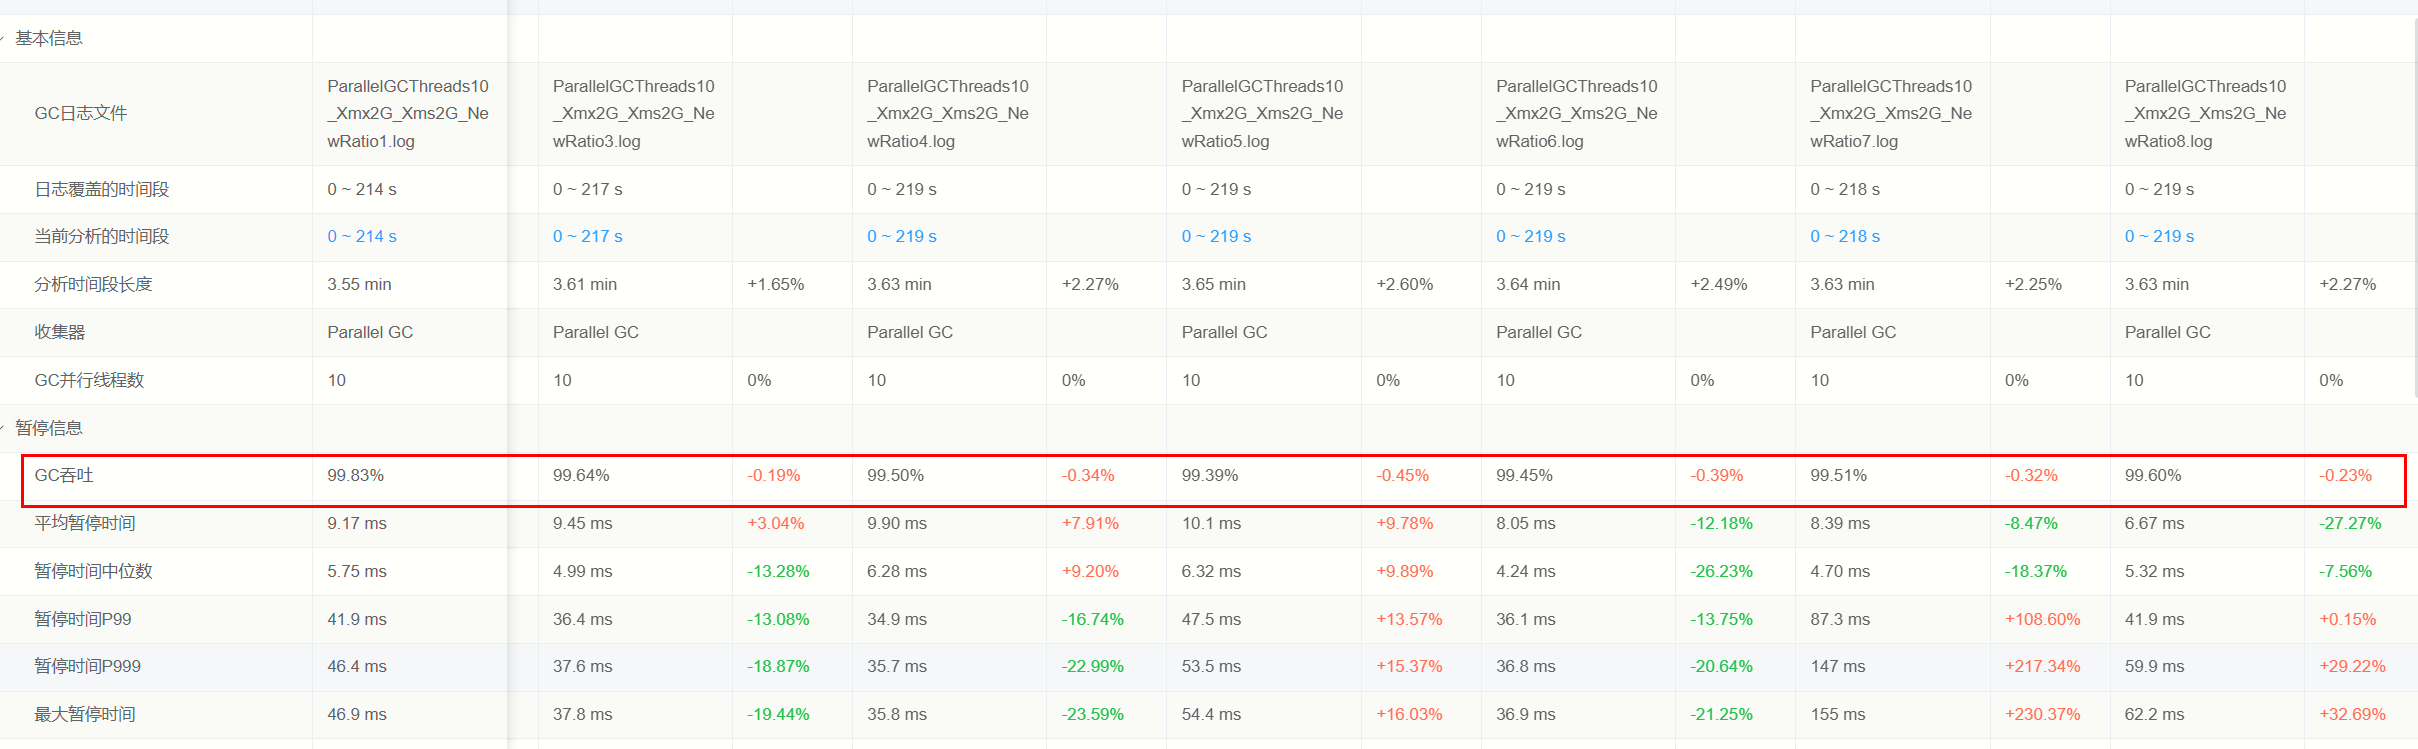 基本信息
GC日志文件 ParallelGCThreads10_Xmx2G_Xms2G_NewRatio1.log ParallelGCThreads10_Xmx2G_Xms2G_NewRatio3.log ParallelGCThreads10_Xmx2G_Xms2G_NewRatio4.log ParallelGCThreads10_Xmx2G_Xms2G_NewRatio5.log ParallelGCThreads10_Xmx2G_Xms2G_NewRatio6.log ParallelGCThreads10_Xmx2G_Xms2G_NewRatio7.log ParallelGCThreads10_Xmx2G_Xms2G_NewRatio8.log
日志覆盖的时间段 0 ~ 214 s 0 ~ 217 s 0 ~ 219 s 0 ~ 219 s 0 ~ 219 s 0 ~ 218 s 0 ~ 219 s
当前分析的时间段 0 ~ 214 s 0 ~ 217 s 0 ~ 219 s 0 ~ 219 s 0 ~ 219 s 0 ~ 218 s 0 ~ 219 s
分析时间段长度 3.55 min 3.61 min +1.65% 3.63 min +2.27% 3.65 min +2.60% 3.64 min +2.49% 3.63 min +2.25% 3.63 min +2.27%
收集器 Parallel GC Parallel GC Parallel GC Parallel GC Parallel GC Parallel GC Parallel GC
GC并行线程数 10 10 0% 10 0% 10 0% 10 0% 10 0% 10 0%
暂停信息
GC吞吐 99.83% 99.64% -0.19% 99.50% -0.34% 99.39% -0.45% 99.45% -0.39% 99.51% -0.32% 99.60% -0.23%
平均暂停时间 9.17 ms 9.45 ms +3.04% 9.90 ms +7.91% 10.1 ms +9.78% 8.05 ms -12.18% 8.39 ms -8.47% 6.67 ms -27.27%
暂停时间中位数 5.75 ms 4.99 ms -13.28% 6.28 ms +9.20% 6.32 ms +9.89% 4.24 ms -26.23% 4.70 ms -18.37% 5.32 ms -7.56%
暂停时间P99 41.9 ms 36.4 ms -13.08% 34.9 ms -16.74% 47.5 ms +13.57% 36.1 ms -13.75% 87.3 ms +108.60% 41.9 ms +0.15%
暂停时间P999 46.4 ms 37.6 ms -18.87% 35.7 ms -22.99% 53.5 ms +15.37% 36.8 ms -20.64% 147 ms +217.34% 59.9 ms +29.22%
最大暂停时间 46.9 ms 37.8 ms -19.44% 35.8 ms -23.59% 54.4 ms +16.03% 36.9 ms -21.25% 155 ms +230.37% 62.2 ms +32.69%